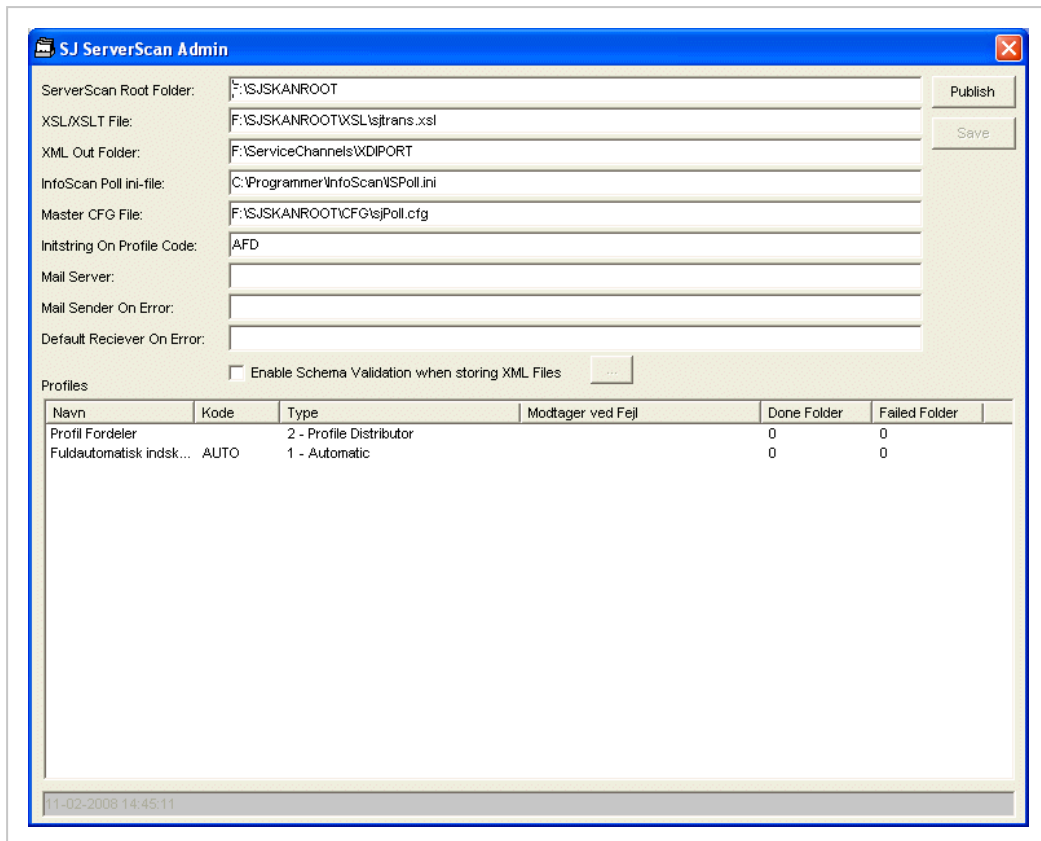 SJ ServerScan Admin
ServerScan Root Folder: F:\SJSKANROOT Publish
XSL/XSLT File: F:\SJSKANROOT\XSL\sjtrans.xsl Save
XML Out Folder: F:\ServiceChannels\XDIPORT
InfoScan Poll ini-file: C:\Programmer\InfoScan\ISPoll.ini
Master CFG File: F:\SJSKANROOT\CFG\sjPoll.cfg
Initstring On Profile Code: AFD
Mail Server:
Mail Sender On Error:
Default Reciever On Error:
Enable Schema Validation when storing XML Files ...
Profiles
Navn Kode Type Modtager ved Fejl Done Folder Failed Folder
Profil Fordeler 2 - Profile Distributor 0 0
Fuldautomatisk indsk... AUTO 1 - Automatic 0 0
11-02-2008 14:45:11